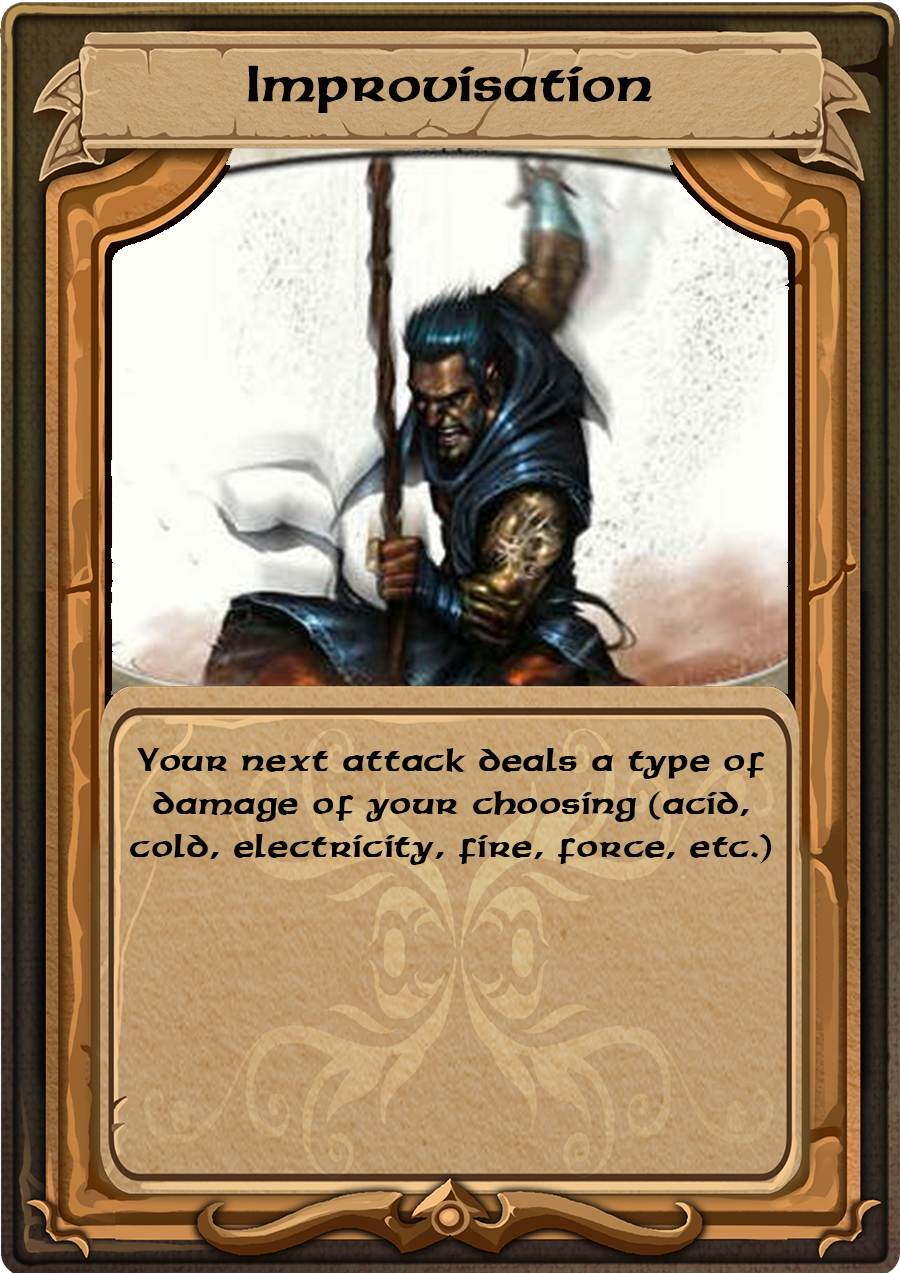 Improvisation
Your next attack deals a type of
damage of your choosing (acid,
cold, electricity, fire, force, etc.)